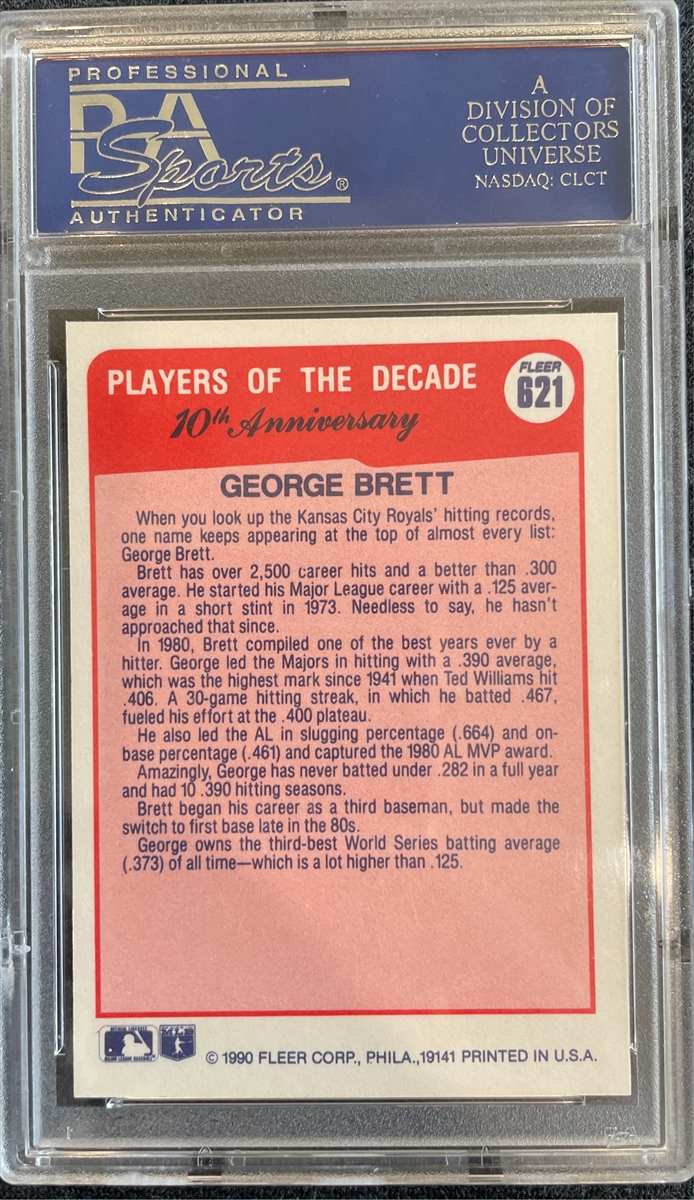 PROFESSIONAL
PSA
Sports®
AUTHENTICATOR
A
DIVISION OF
COLLECTORS
UNIVERSE
NASDAQ: CLCT
PLAYERS OF THE DECADE
10th Anniversary
FLEER
621
GEORGE BRETT
When you look up the Kansas City Royals' hitting records,
one name keeps appearing at the top of almost every list:
George Brett.
Brett has over 2,500 career hits and a better than .300
average. He started his Major League career with a .125 aver-
age in a short stint in 1973. Needless to say, he hasn't
approached that since.
In 1980, Brett compiled one of the best years ever by a
hitter. George led the Majors in hitting with a .390 average,
which was the highest mark since 1941 when Ted Williams hit
.406. A 30-game hitting streak, in which he batted .467,
fueled his effort at the .400 plateau.
He also led the AL in slugging percentage (.664) and on-
base percentage (.461) and captured the 1980 AL MVP award.
Amazingly, George has never batted under .282 in a full year
and had 10 .390 hitting seasons.
Brett began his career as a third baseman, but made the
switch to first base late in the 80s.
George owns the third-best World Series batting average
(.373) of all time—which is a lot higher than .125.
© 1990 FLEER CORP., PHILA.,19141 PRINTED IN U.S.A.